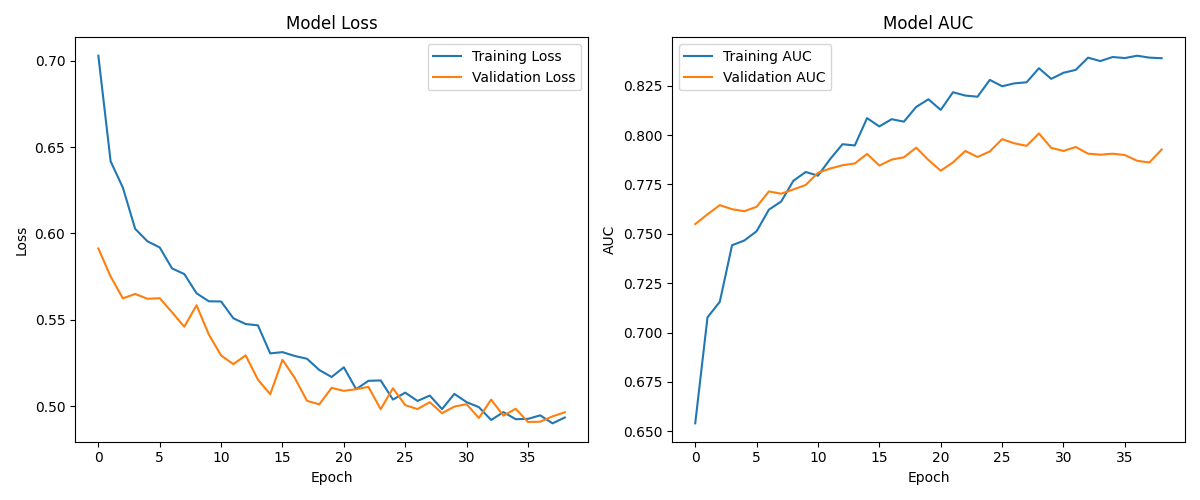 Model Loss
Training Loss
Validation Loss
0.70
0.65
0.60
0.55
0.50
Loss
0 5 10 15 20 25 30 35
Epoch
Model AUC
Training AUC
Validation AUC
0.825
0.800
0.775
0.750
0.725
0.700
0.675
0.650
AUC
0 5 10 15 20 25 30 35
Epoch